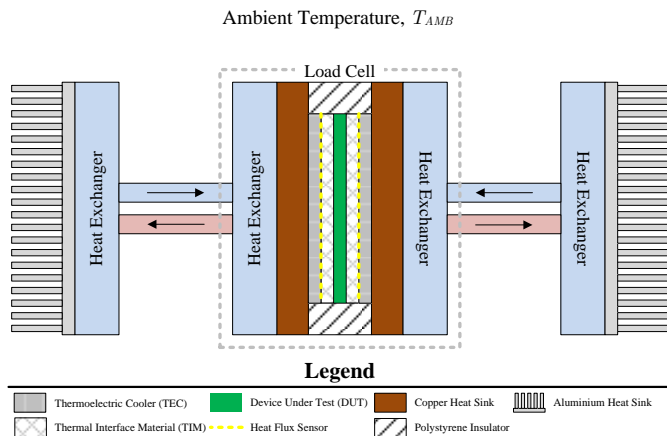 Ambient Temperature, T_AMB
Load Cell
Heat Exchanger
Heat Exchanger
Heat Exchanger
Heat Exchanger
Legend
Thermoelectric Cooler (TEC)
Device Under Test (DUT)
Copper Heat Sink
Aluminium Heat Sink
Thermal Interface Material (TIM)
Heat Flux Sensor
Polystyrene Insulator